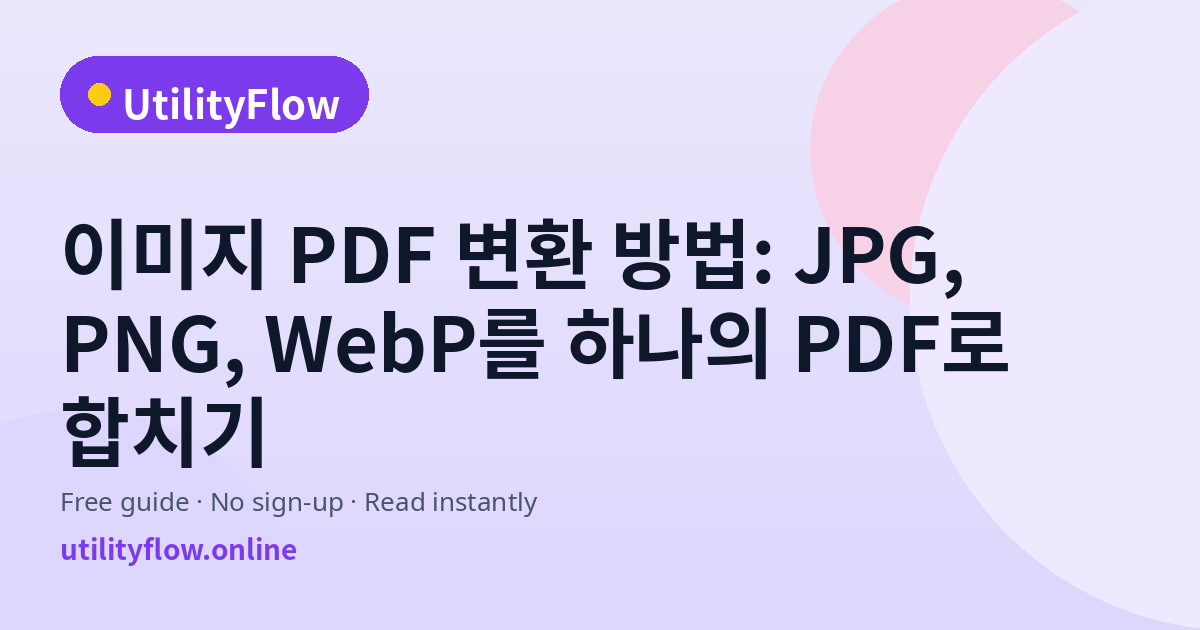 UtilityFlow
이미지 PDF 변환 방법: JPG,
PNG, WebP를 하나의 PDF로
합치기
Free guide · No sign-up · Read instantly
utilityflow.online